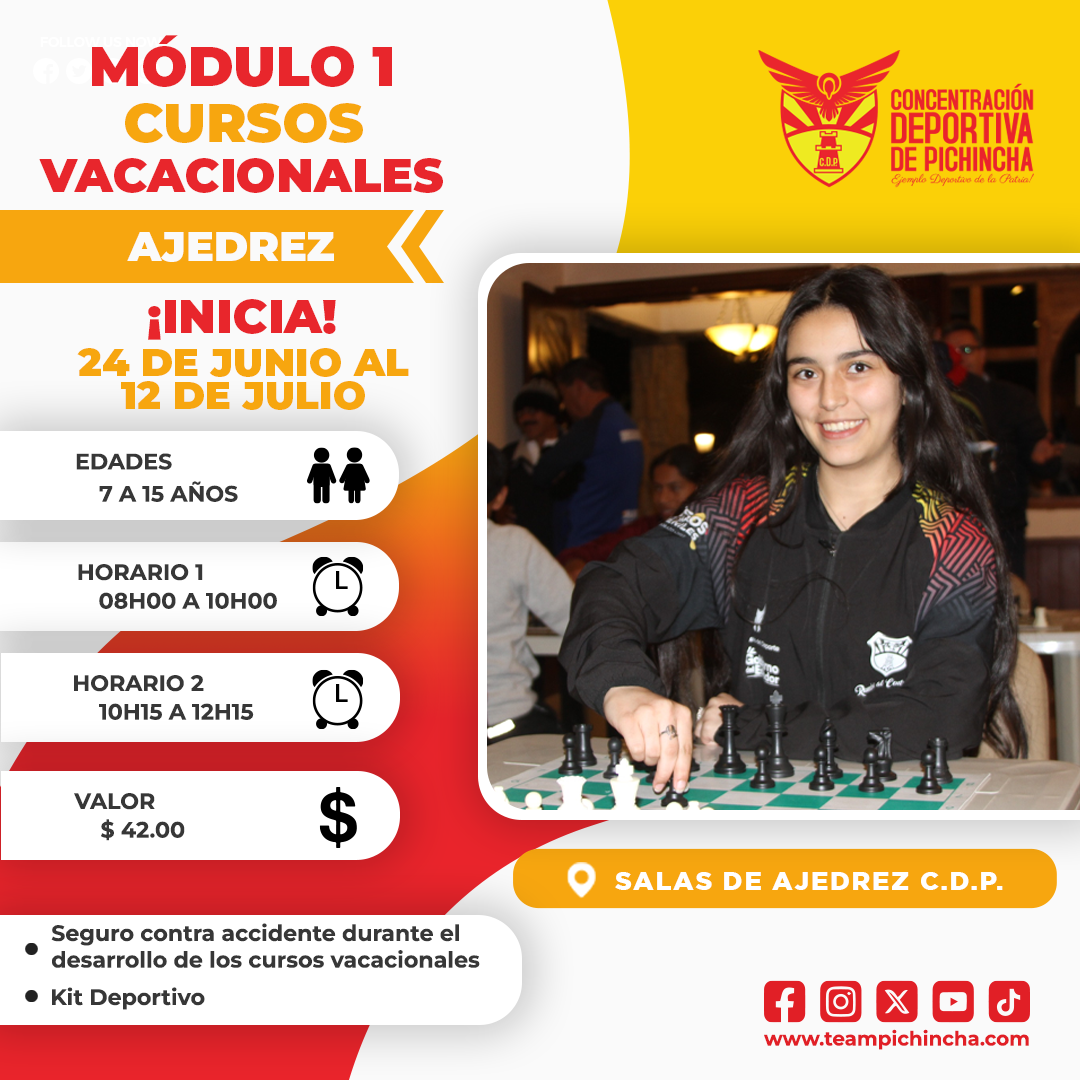 MÓDULO 1
CURSOS
VACACIONALES
AJEDREZ
¡INICIA!
24 DE JUNIO AL
12 DE JULIO
EDADES
7 A 15 AÑOS
HORARIO 1
08H00 A 10H00
HORARIO 2
10H15 A 12H15
VALOR
$ 42.00
$
Seguro contra accidente durante el
desarrollo de los cursos vacacionales
Kit Deportivo
C.D.P.
CONCENTRACIÓN
DEPORTIVA
DE PICHINCHA
Ejemplo Deportivo de la Patria!
SALAS DE AJEDREZ C.D.P.
www.teampichincha.com